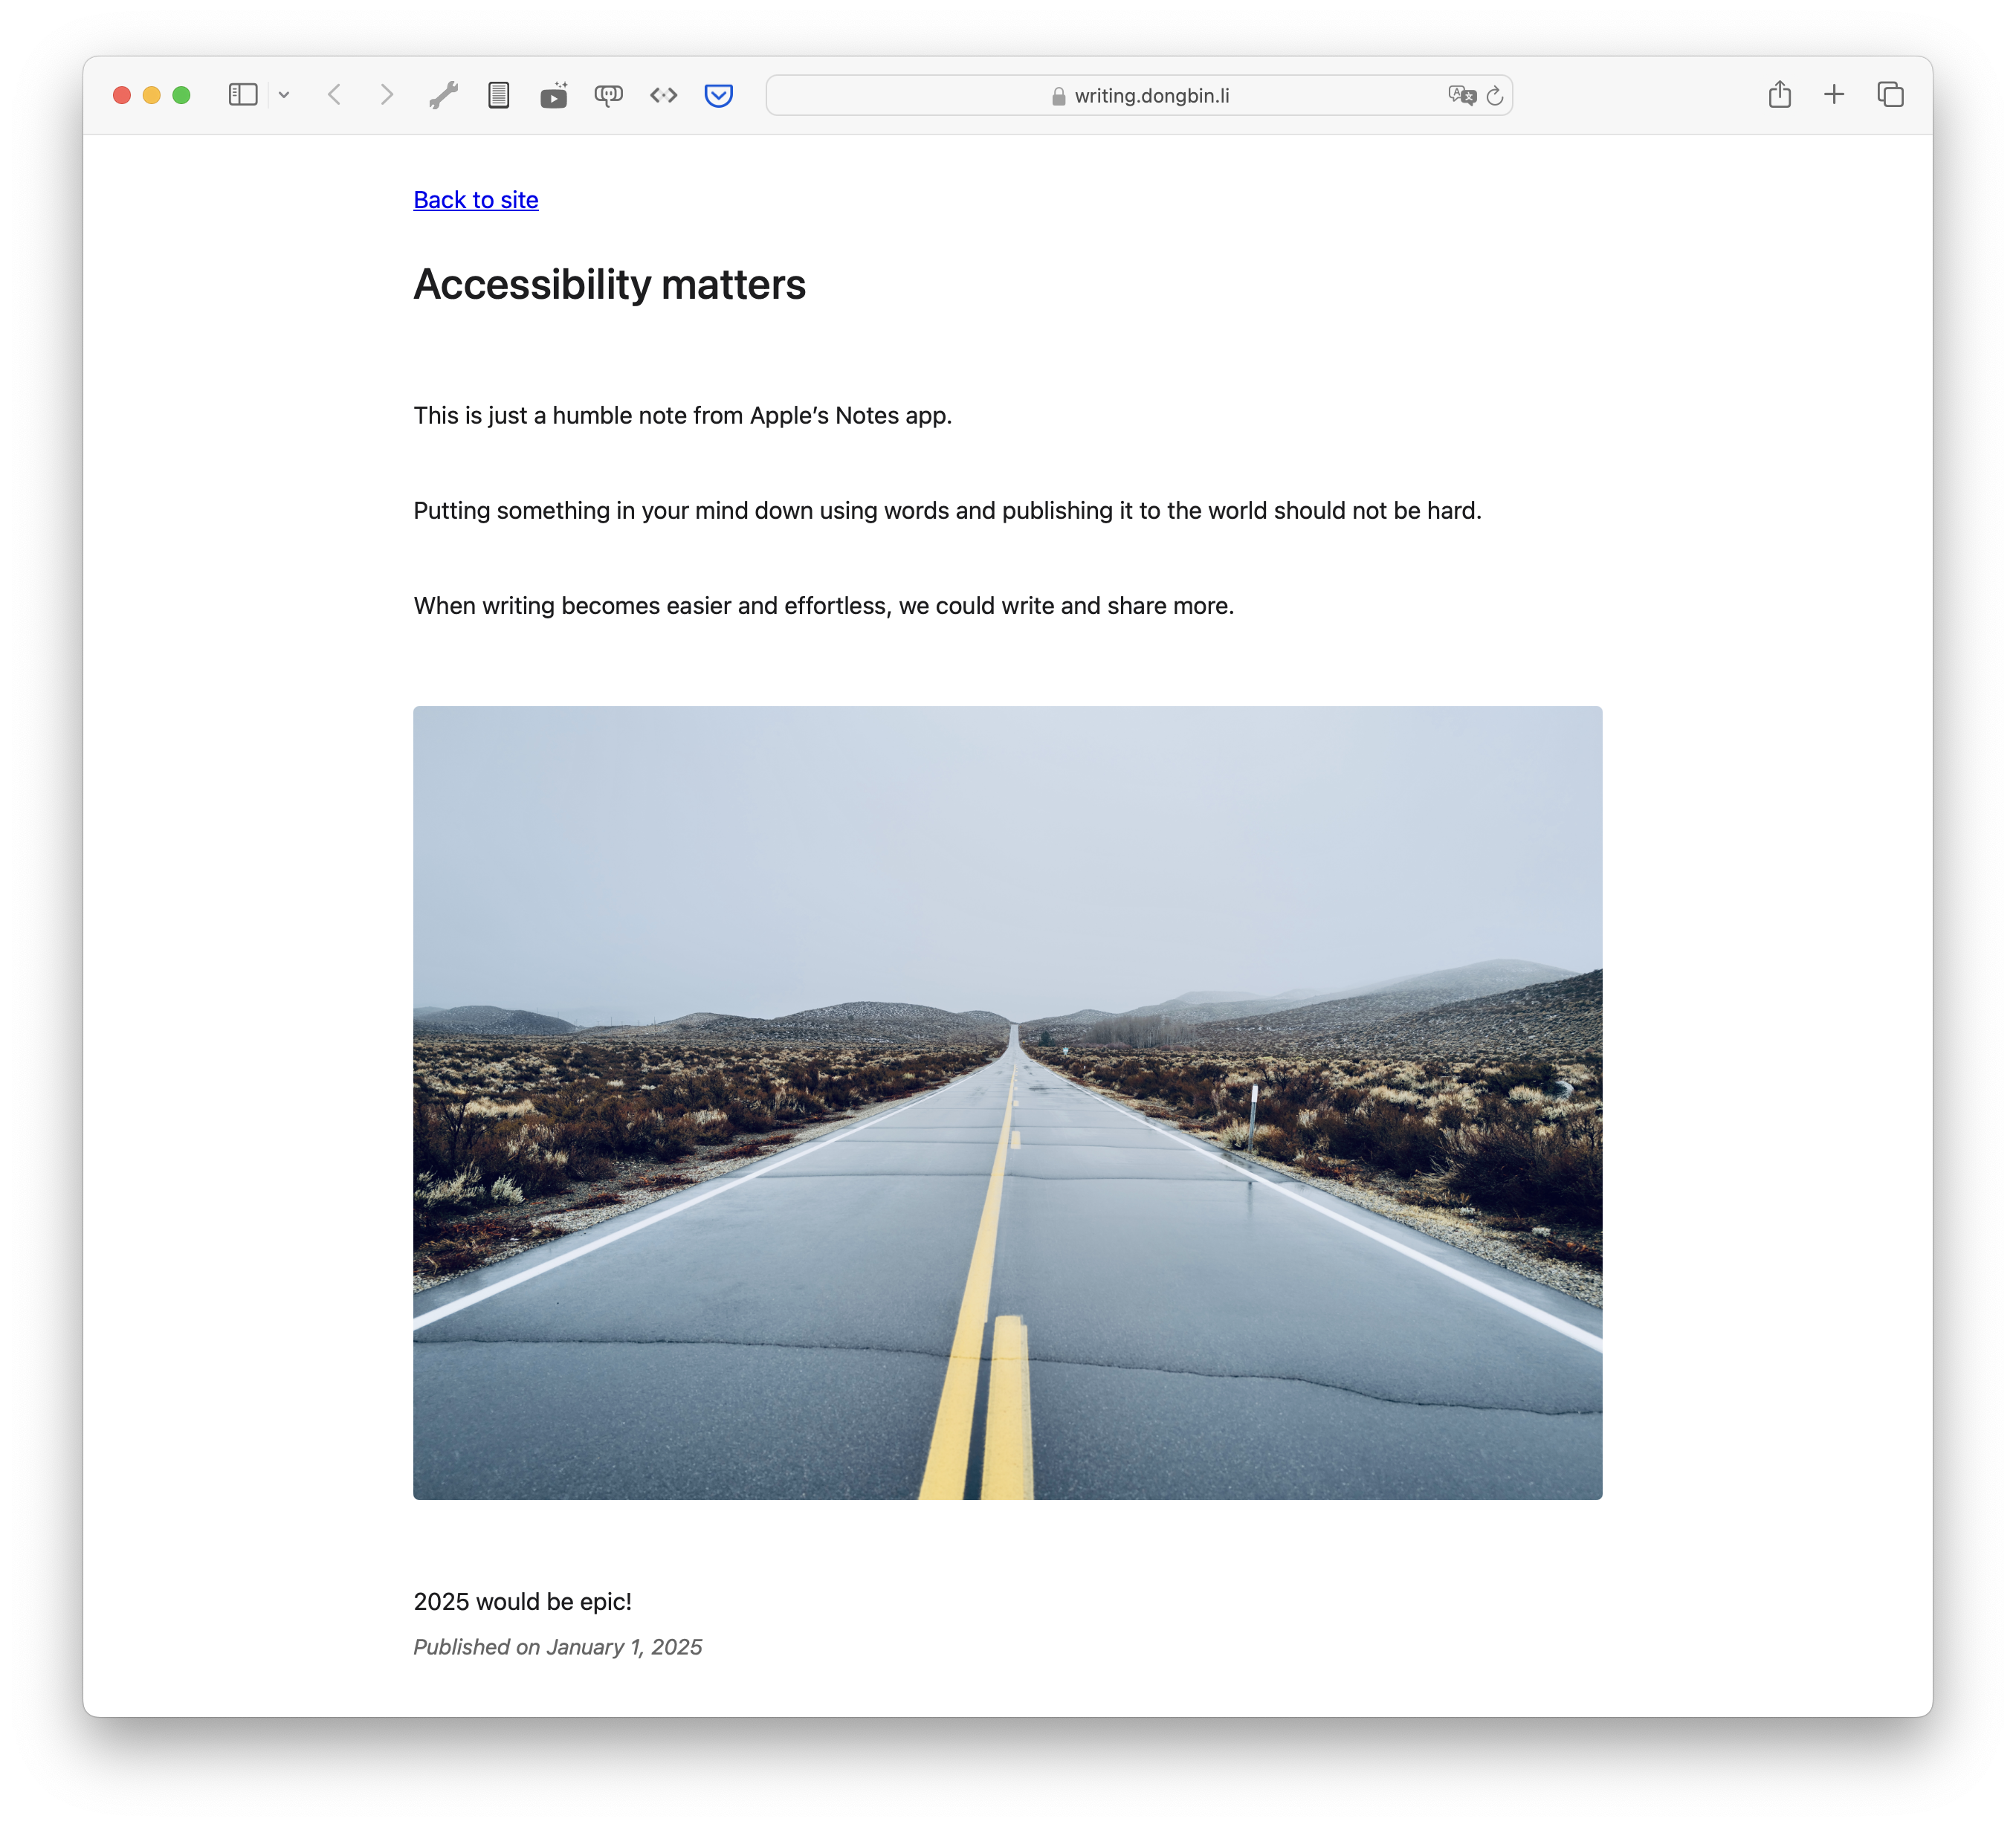 writing.dongbin.li
Back to site
Accessibility matters
This is just a humble note from Apple’s Notes app.
Putting something in your mind down using words and publishing it to the world should not be hard.
When writing becomes easier and effortless, we could write and share more.
2025 would be epic!
Published on January 1, 2025